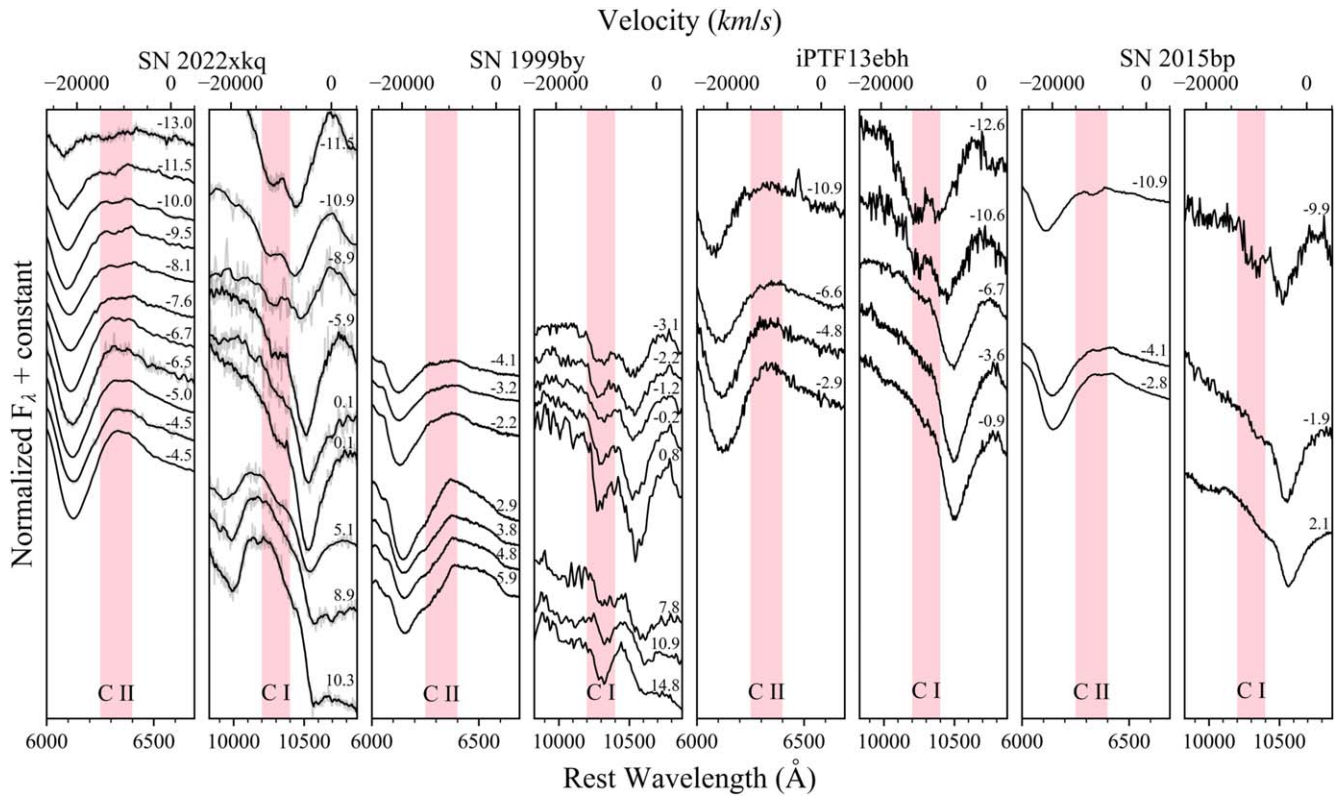 Velocity (km/s)
SN 2022xkq
SN 1999by
iPTF13ebh
SN 2015bp
−20000 0 −20000 0 −20000 0 −20000 0 −20000 0 −20000 0 −20000 0 −20000 0
Normalized Fλ + constant
-13.0
-11.5
-10.0
-9.5
-8.1
-7.6
-6.7
-6.5
-5.0
-4.5
-4.5
C II
-11.5
-10.9
-8.9
-5.9
0.1
0.1
5.1
8.9
10.3
C I
-4.1
-3.2
-2.2
2.9
3.8
4.8
5.9
C II
-3.1
-2.2
-1.2
-0.2
0.8
7.8
10.9
14.8
C I
-10.9
-6.6
-4.8
-2.9
C II
-12.6
-10.6
-6.7
-3.6
-0.9
C I
-10.9
-4.1
-2.8
C II
-9.9
-1.9
2.1
C I
6000 6500 10000 10500 6000 6500 10000 10500 6000 6500 10000 10500 6000 6500 10000 10500
Rest Wavelength (Å)